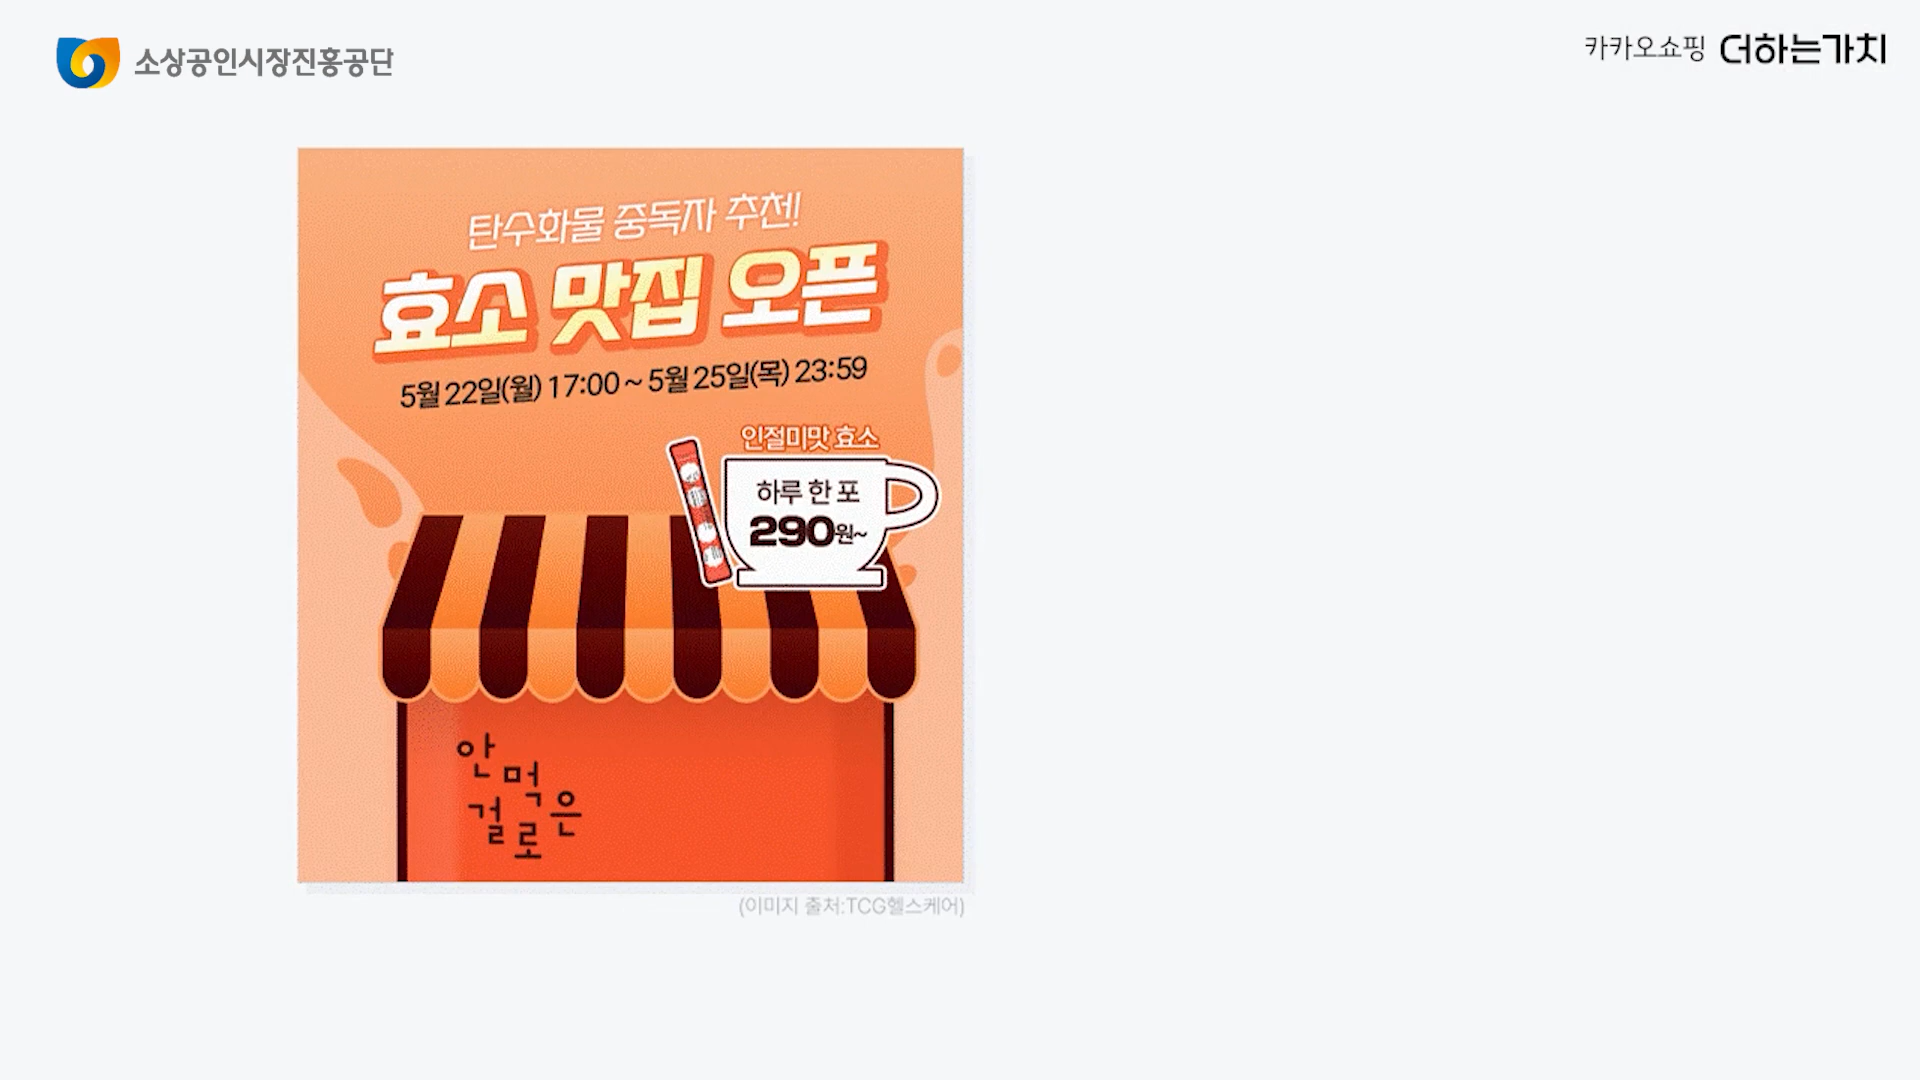 소상공인시장진흥공단
카카오쇼핑 더하는가치
탄수화물 중독자 추천!
효소 맛집 오픈
5월 22일(월) 17:00 ~ 5월 25일(목) 23:59
인절미맛 효소
하루 한 포
290원~
안
먹
걸 은
로
(이미지 출처:TCG헬스케어)